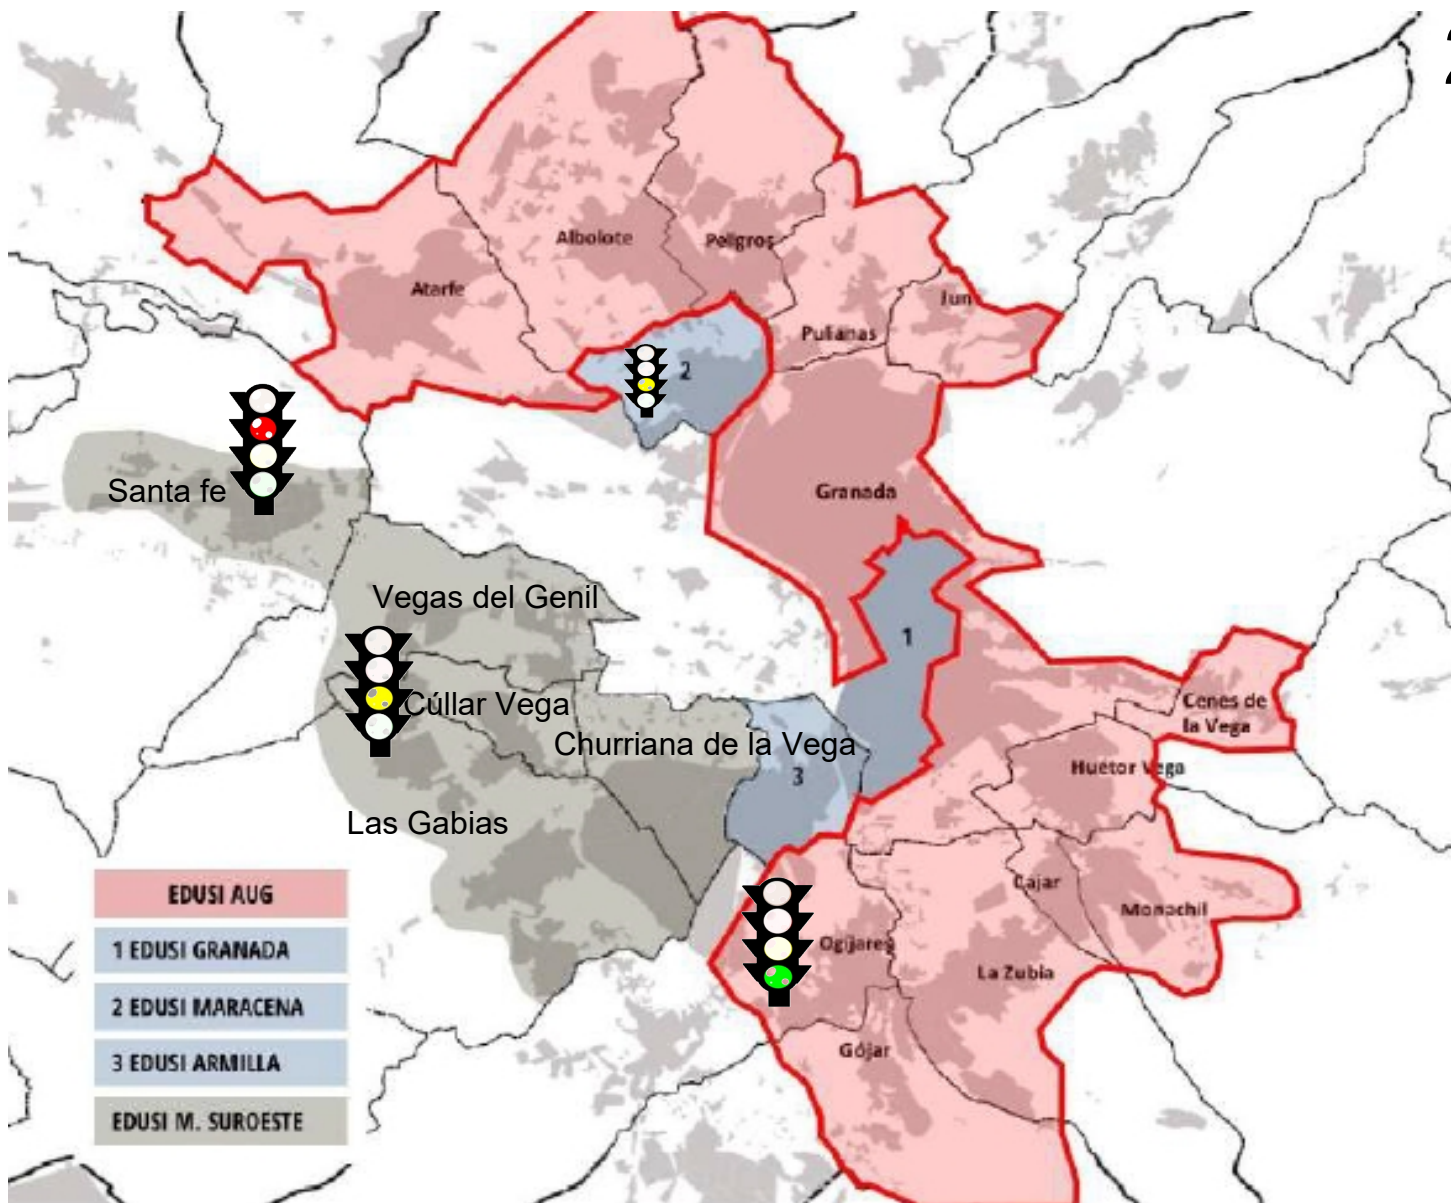 Albolote
Peligros
Atarfe
Jun
Pulianas
2
Santa fe
Granada
Vegas del Genil
1
Cúllar Vega
Cenes de
la Vega
Churriana de la Vega
Huetor Vega
3
Las Gabias
Cajar
Monachil
Ogíjares
La Zubia
Gójar
EDUSI AUG
1 EDUSI GRANADA
2 EDUSI MARACENA
3 EDUSI ARMILLA
EDUSI M. SUROESTE